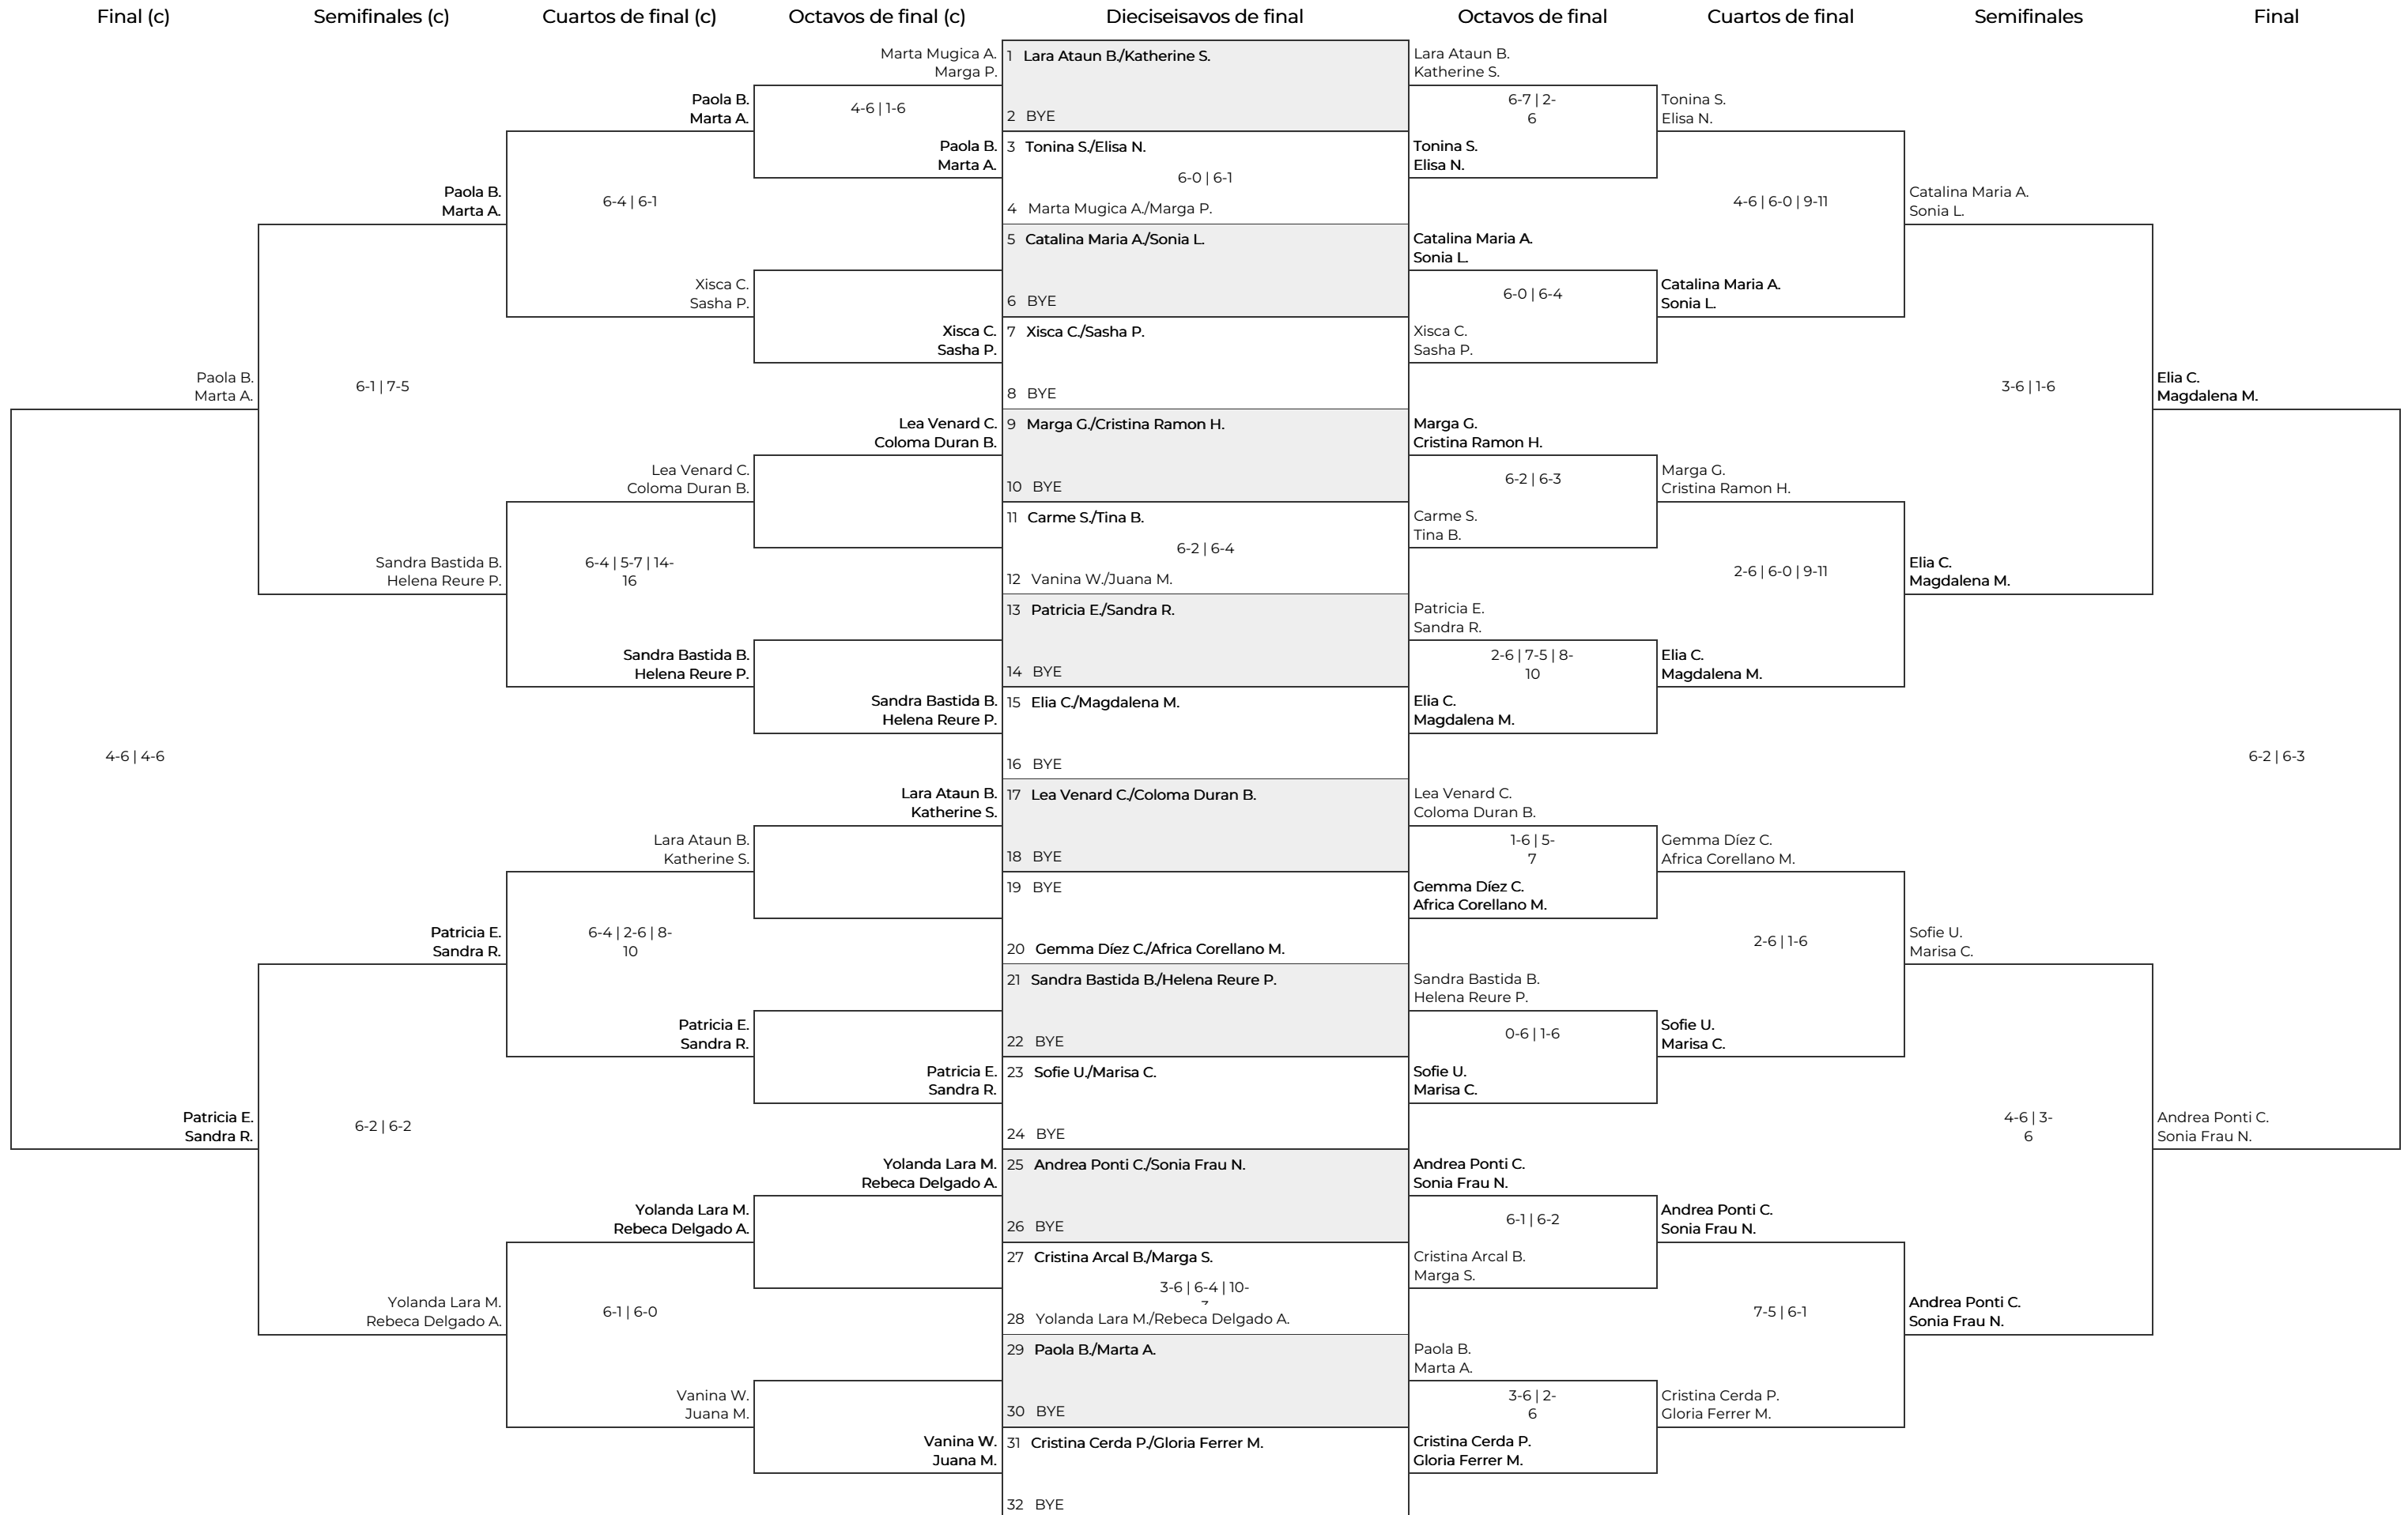 Final (c)
Semifinales (c)
Cuartos de final (c)
Octavos de final (c)
Dieciseisavos de final
Octavos de final
Cuartos de final
Semifinales
Final
Paola B.
Marta A.
4-6 | 4-6
Patricia E.
Sandra R.
Paola B.
Marta A.
6-1 | 7-5
Sandra Bastida B.
Helena Reure P.
Patricia E.
Sandra R.
6-2 | 6-2
Yolanda Lara M.
Rebeca Delgado A.
Paola B.
Marta A.
6-4 | 6-1
Xisca C.
Sasha P.
Lea Venard C.
Coloma Duran B.
6-4 | 5-7 | 14-
16
Sandra Bastida B.
Helena Reure P.
Lara Ataun B.
Katherine S.
6-4 | 2-6 | 8-
10
Patricia E.
Sandra R.
Yolanda Lara M.
Rebeca Delgado A.
6-1 | 6-0
Vanina W.
Juana M.
Marta Mugica A.
Marga P.
4-6 | 1-6
Paola B.
Marta A.
Xisca C.
Sasha P.
Lea Venard C.
Coloma Duran B.
Sandra Bastida B.
Helena Reure P.
Lara Ataun B.
Katherine S.
Patricia E.
Sandra R.
Yolanda Lara M.
Rebeca Delgado A.
Vanina W.
Juana M.
1 Lara Ataun B./Katherine S.
2 BYE
3 Tonina S./Elisa N.
6-0 | 6-1
4 Marta Mugica A./Marga P.
5 Catalina Maria A./Sonia L.
6 BYE
7 Xisca C./Sasha P.
8 BYE
9 Marga G./Cristina Ramon H.
10 BYE
11 Carme S./Tina B.
6-2 | 6-4
12 Vanina W./Juana M.
13 Patricia E./Sandra R.
14 BYE
15 Elia C./Magdalena M.
16 BYE
17 Lea Venard C./Coloma Duran B.
18 BYE
19 BYE
20 Gemma Díez C./Africa Corellano M.
21 Sandra Bastida B./Helena Reure P.
22 BYE
23 Sofie U./Marisa C.
24 BYE
25 Andrea Ponti C./Sonia Frau N.
26 BYE
27 Cristina Arcal B./Marga S.
3-6 | 6-4 | 10-
28 Yolanda Lara M./Rebeca Delgado A.
29 Paola B./Marta A.
30 BYE
31 Cristina Cerda P./Gloria Ferrer M.
32 BYE
Lara Ataun B.
Katherine S.
6-7 | 2-
6
Tonina S.
Elisa N.
Catalina Maria A.
Sonia L.
6-0 | 6-4
Xisca C.
Sasha P.
Marga G.
Cristina Ramon H.
6-2 | 6-3
Carme S.
Tina B.
Patricia E.
Sandra R.
2-6 | 7-5 | 8-
10
Elia C.
Magdalena M.
Lea Venard C.
Coloma Duran B.
1-6 | 5-
7
Gemma Díez C.
Africa Corellano M.
Sandra Bastida B.
Helena Reure P.
0-6 | 1-6
Sofie U.
Marisa C.
Andrea Ponti C.
Sonia Frau N.
6-1 | 6-2
Cristina Arcal B.
Marga S.
Paola B.
Marta A.
3-6 | 2-
6
Cristina Cerda P.
Gloria Ferrer M.
Tonina S.
Elisa N.
4-6 | 6-0 | 9-11
Catalina Maria A.
Sonia L.
Marga G.
Cristina Ramon H.
2-6 | 6-0 | 9-11
Elia C.
Magdalena M.
Gemma Díez C.
Africa Corellano M.
2-6 | 1-6
Sofie U.
Marisa C.
Andrea Ponti C.
Sonia Frau N.
7-5 | 6-1
Cristina Cerda P.
Gloria Ferrer M.
Catalina Maria A.
Sonia L.
3-6 | 1-6
Elia C.
Magdalena M.
Sofie U.
Marisa C.
4-6 | 3-
6
Andrea Ponti C.
Sonia Frau N.
Elia C.
Magdalena M.
6-2 | 6-3
Andrea Ponti C.
Sonia Frau N.